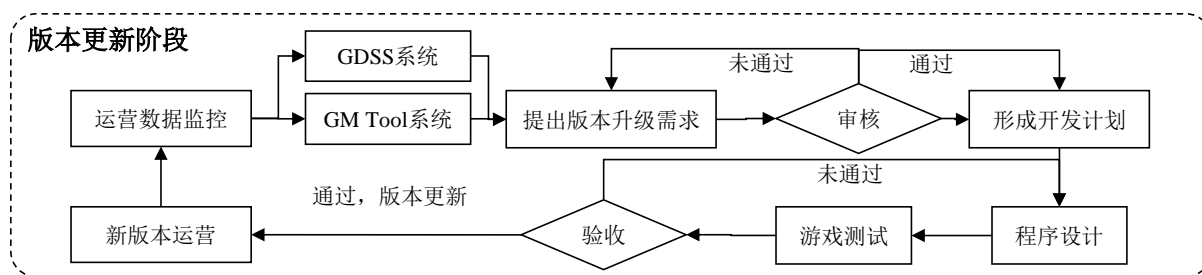 版本更新阶段
GDSS系统
未通过
通过
运营数据监控
GM Tool系统
提出版本升级需求
审核
形成开发计划
未通过
通过，版本更新
新版本运营
验收
游戏测试
程序设计